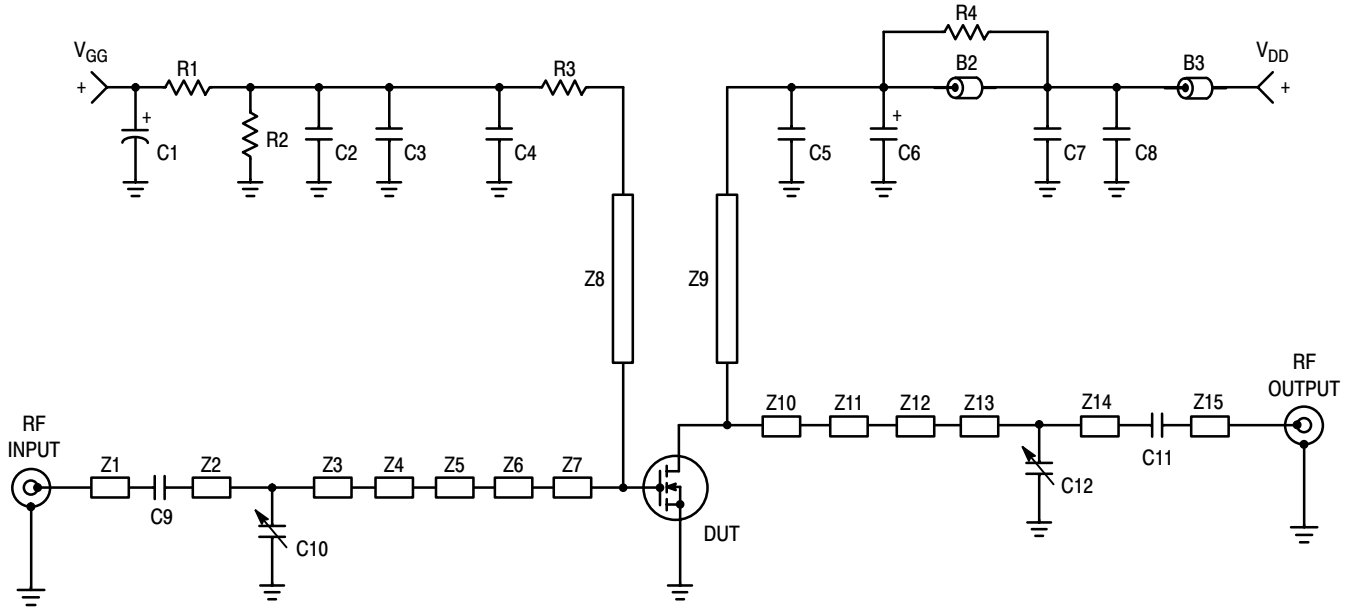 R4
V_GG
R1
R3
B2
B3
V_DD
+
+
+
+
C1
R2
C2
C3
C4
C5
C6
C7
C8
Z8
Z9
RF
INPUT
RF
OUTPUT
Z10
Z11
Z12
Z13
Z14
Z15
C11
C12
Z1
Z2
Z3
Z4
Z5
Z6
Z7
C9
C10
DUT